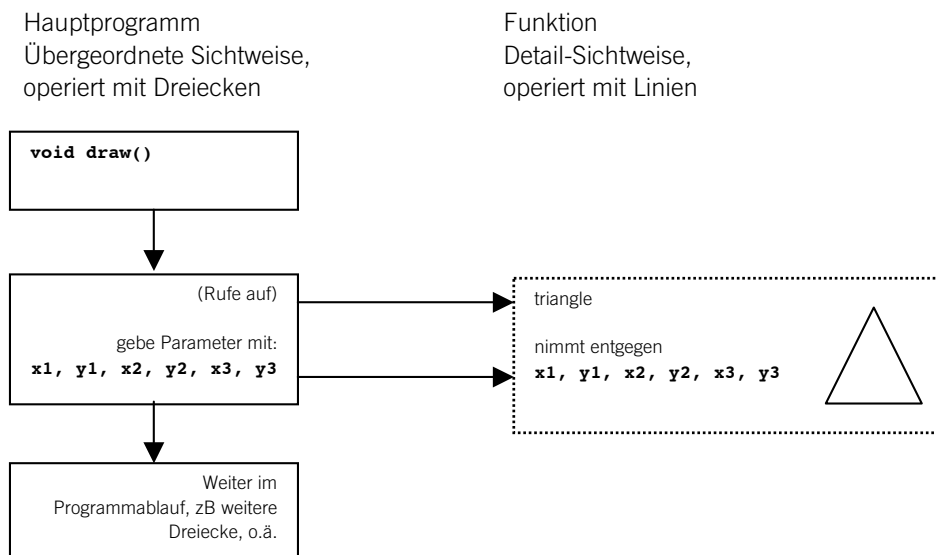 Hauptprogramm
Übergeordnete Sichtweise,
operiert mit Dreiecken
Funktion
Detail-Sichtweise,
operiert mit Linien
void draw()
(Rufe auf)
gebe Parameter mit:
x1, y1, x2, y2, x3, y3
triangle
nimmt entgegen
x1, y1, x2, y2, x3, y3
Weiter im
Programmablauf, zB weitere
Dreiecke, o.ä.